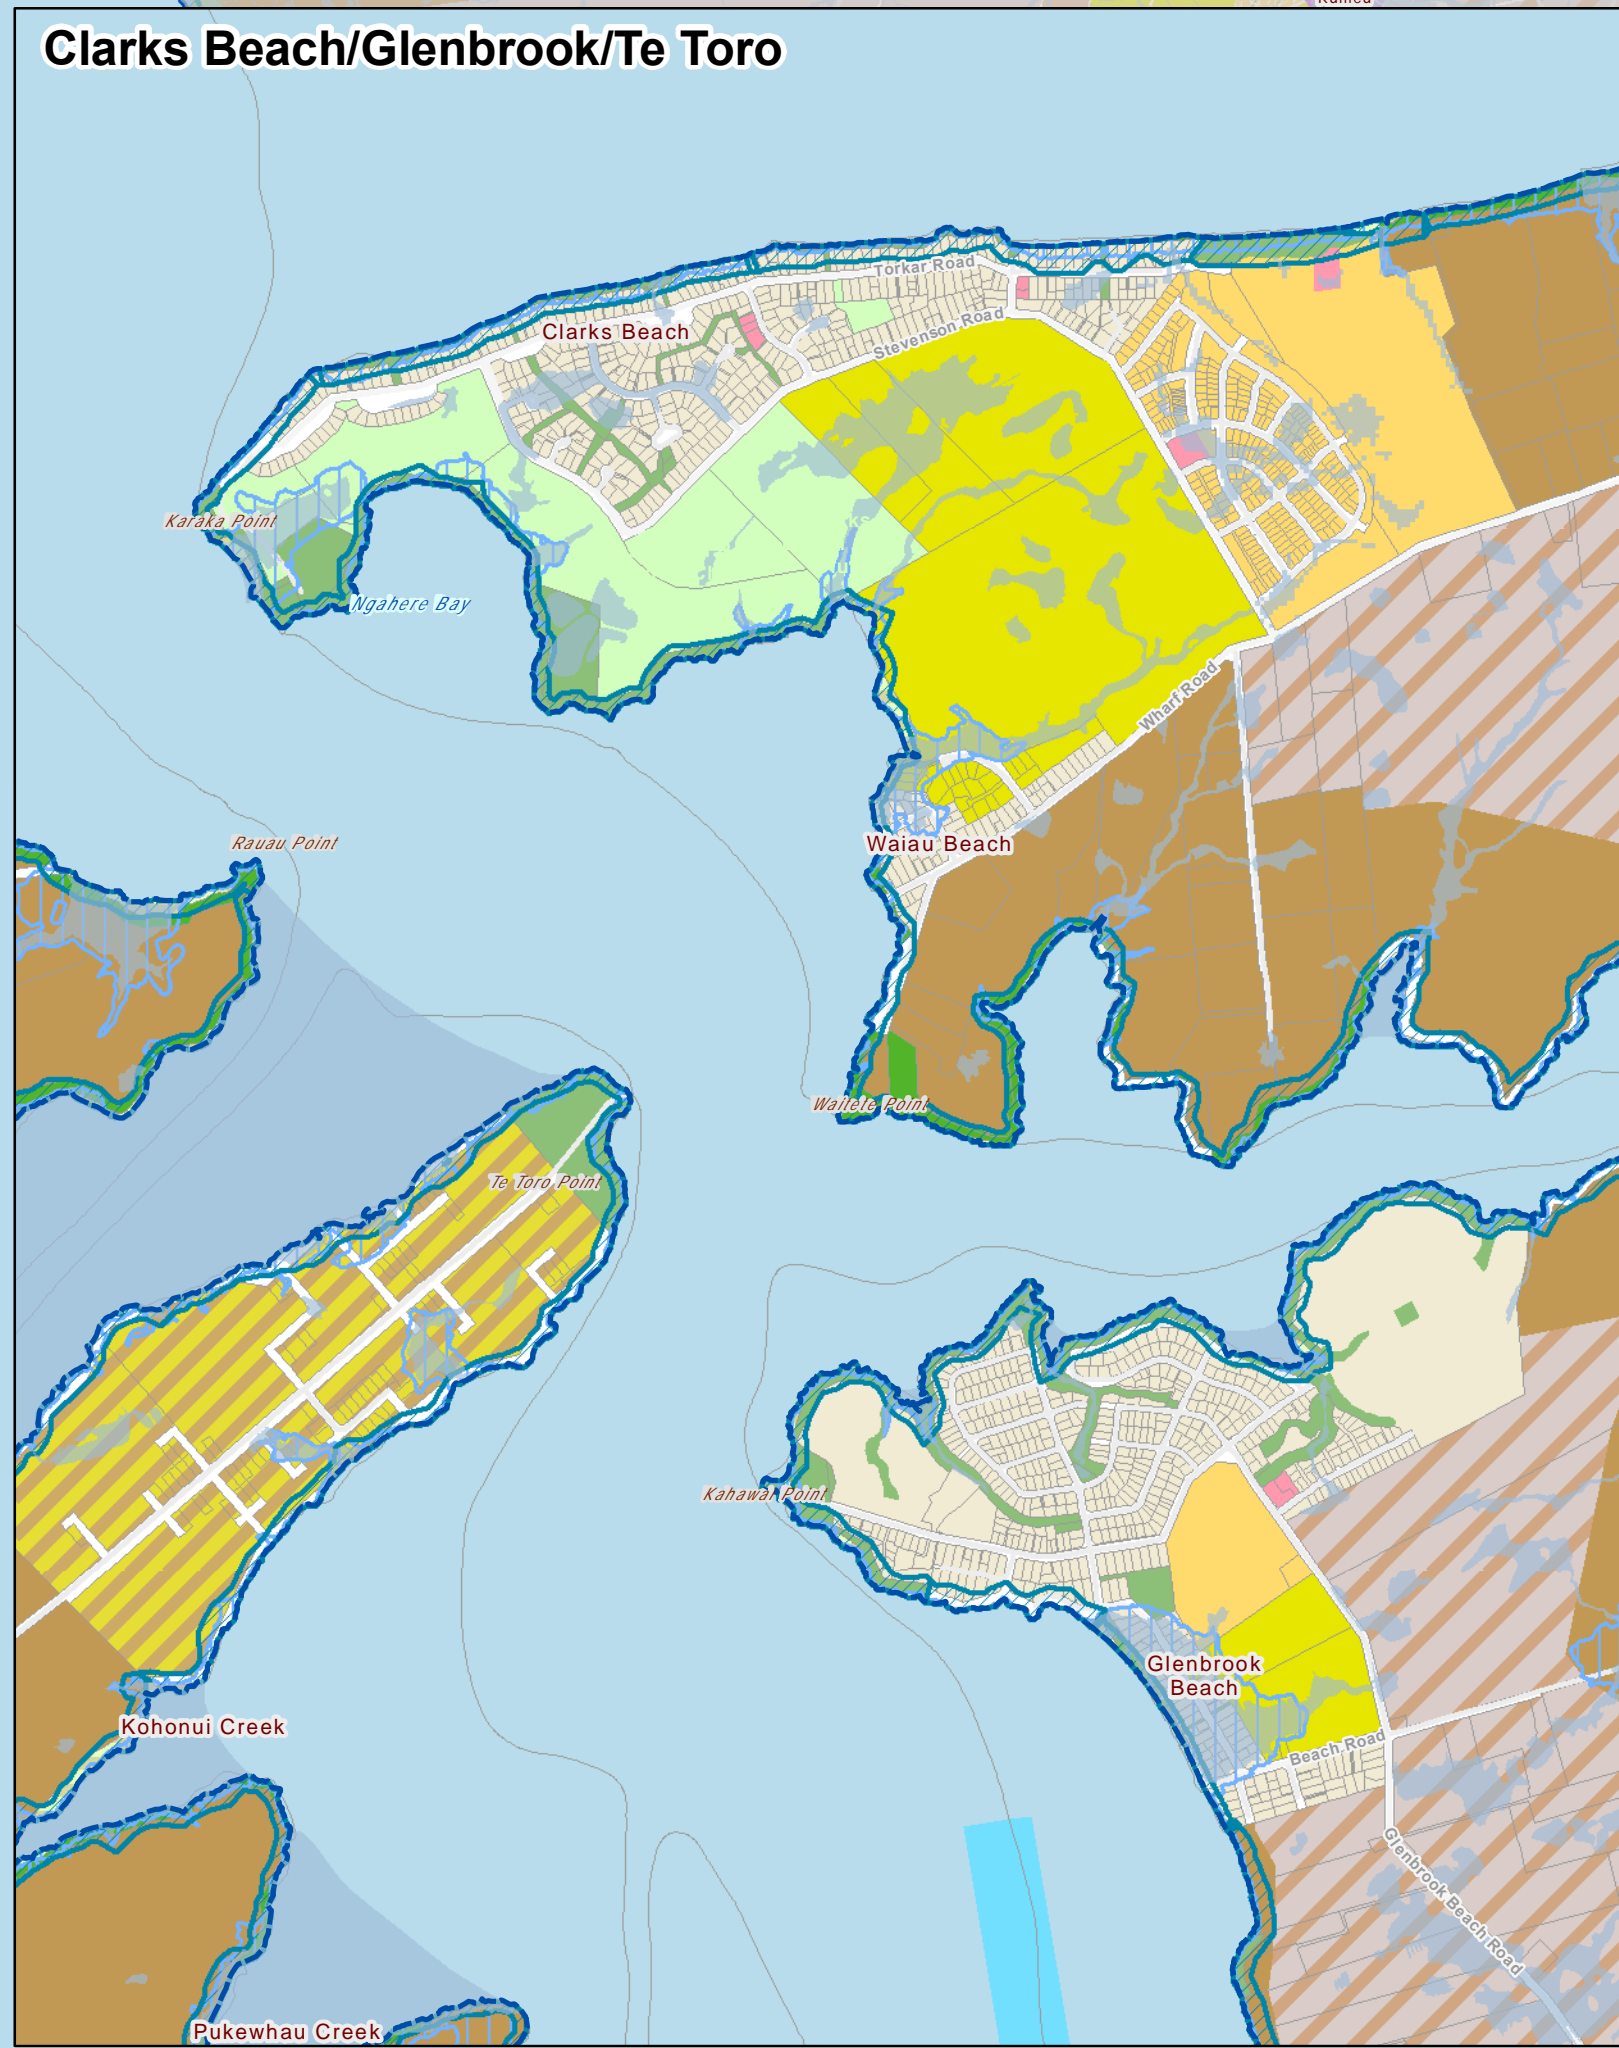 Kumeu
Clarks Beach/Glenbrook/Te Toro
Torkar Road
Clarks Beach
Stevenson Road
Karaka Point
Ngahere Bay
Wharf Road
Rauau Point
Waiau Beach
Waitete Point
Te Toro Point
Kahawai Point
Glenbrook
Beach
Kohonui Creek
Beach Road
Glenbrook Beach Road
Pukewhau Creek